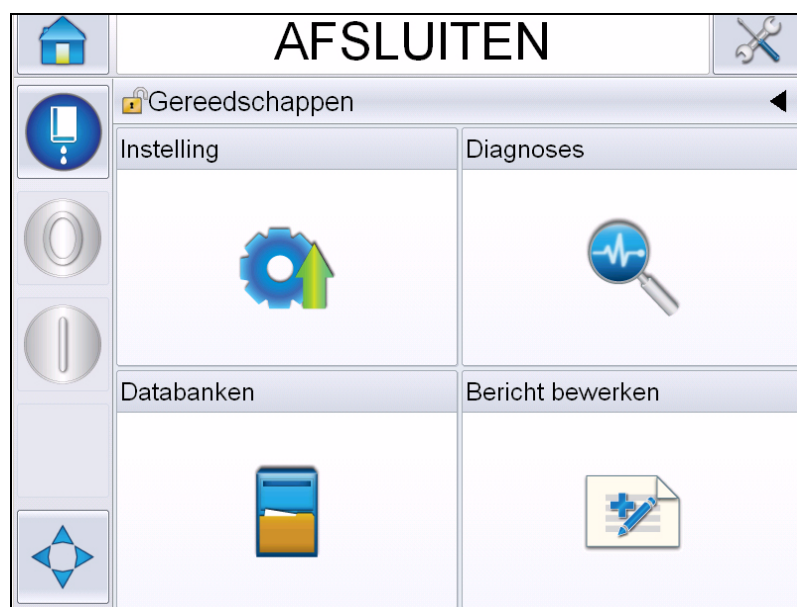 AFSLUITEN
Gereedschappen
Instelling
Diagnoses
Databanken
Bericht bewerken